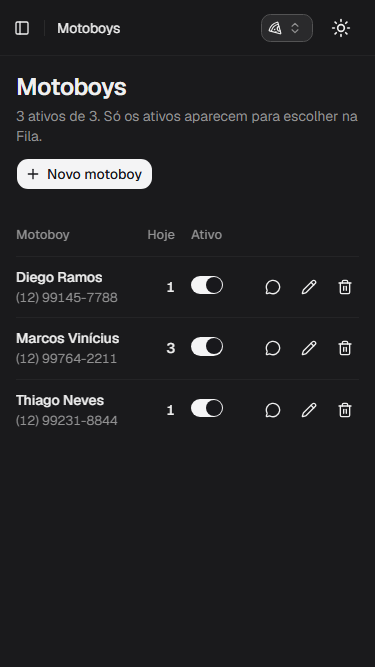 Motoboys
Motoboys
3 ativos de 3. Só os ativos aparecem para escolher na
Fila.
+ Novo motoboy
Motoboy Hoje Ativo
Diego Ramos
(12) 99145-7788
1
Marcos Vinícius
(12) 99764-2211
3
Thiago Neves
(12) 99231-8844
1